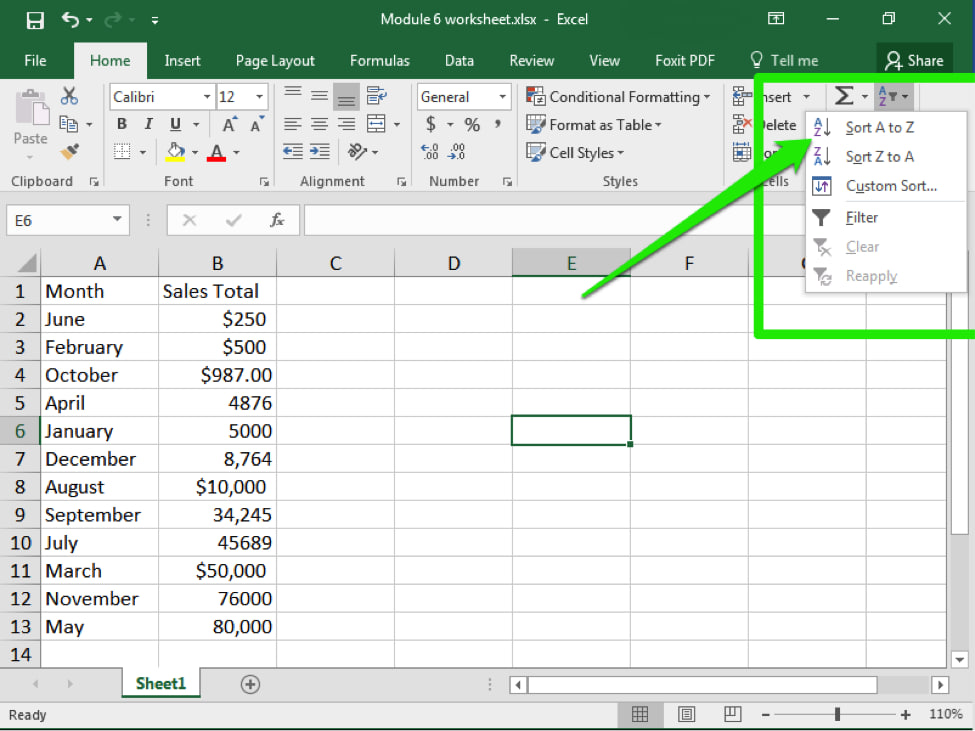 Module 6 worksheet.xlsx - Excel
File Home Insert Page Layout Formulas Data Review View Foxit PDF Tell me Share
Calibri 12 General Conditional Formatting Insert
Paste B I U $ % , Format as Table Delete
Cell Styles
Clipboard Font Alignment Number Styles Cells
Sort A to Z
Sort Z to A
Custom Sort...
Filter
Clear
Reapply
E6 fx
A B C D E F
1 Month Sales Total
2 June $250
3 February $500
4 October $987.00
5 April 4876
6 January 5000
7 December 8,764
8 August $10,000
9 September 34,245
10 July 45689
11 March $50,000
12 November 76000
13 May 80,000
14
Sheet1
Ready 110%